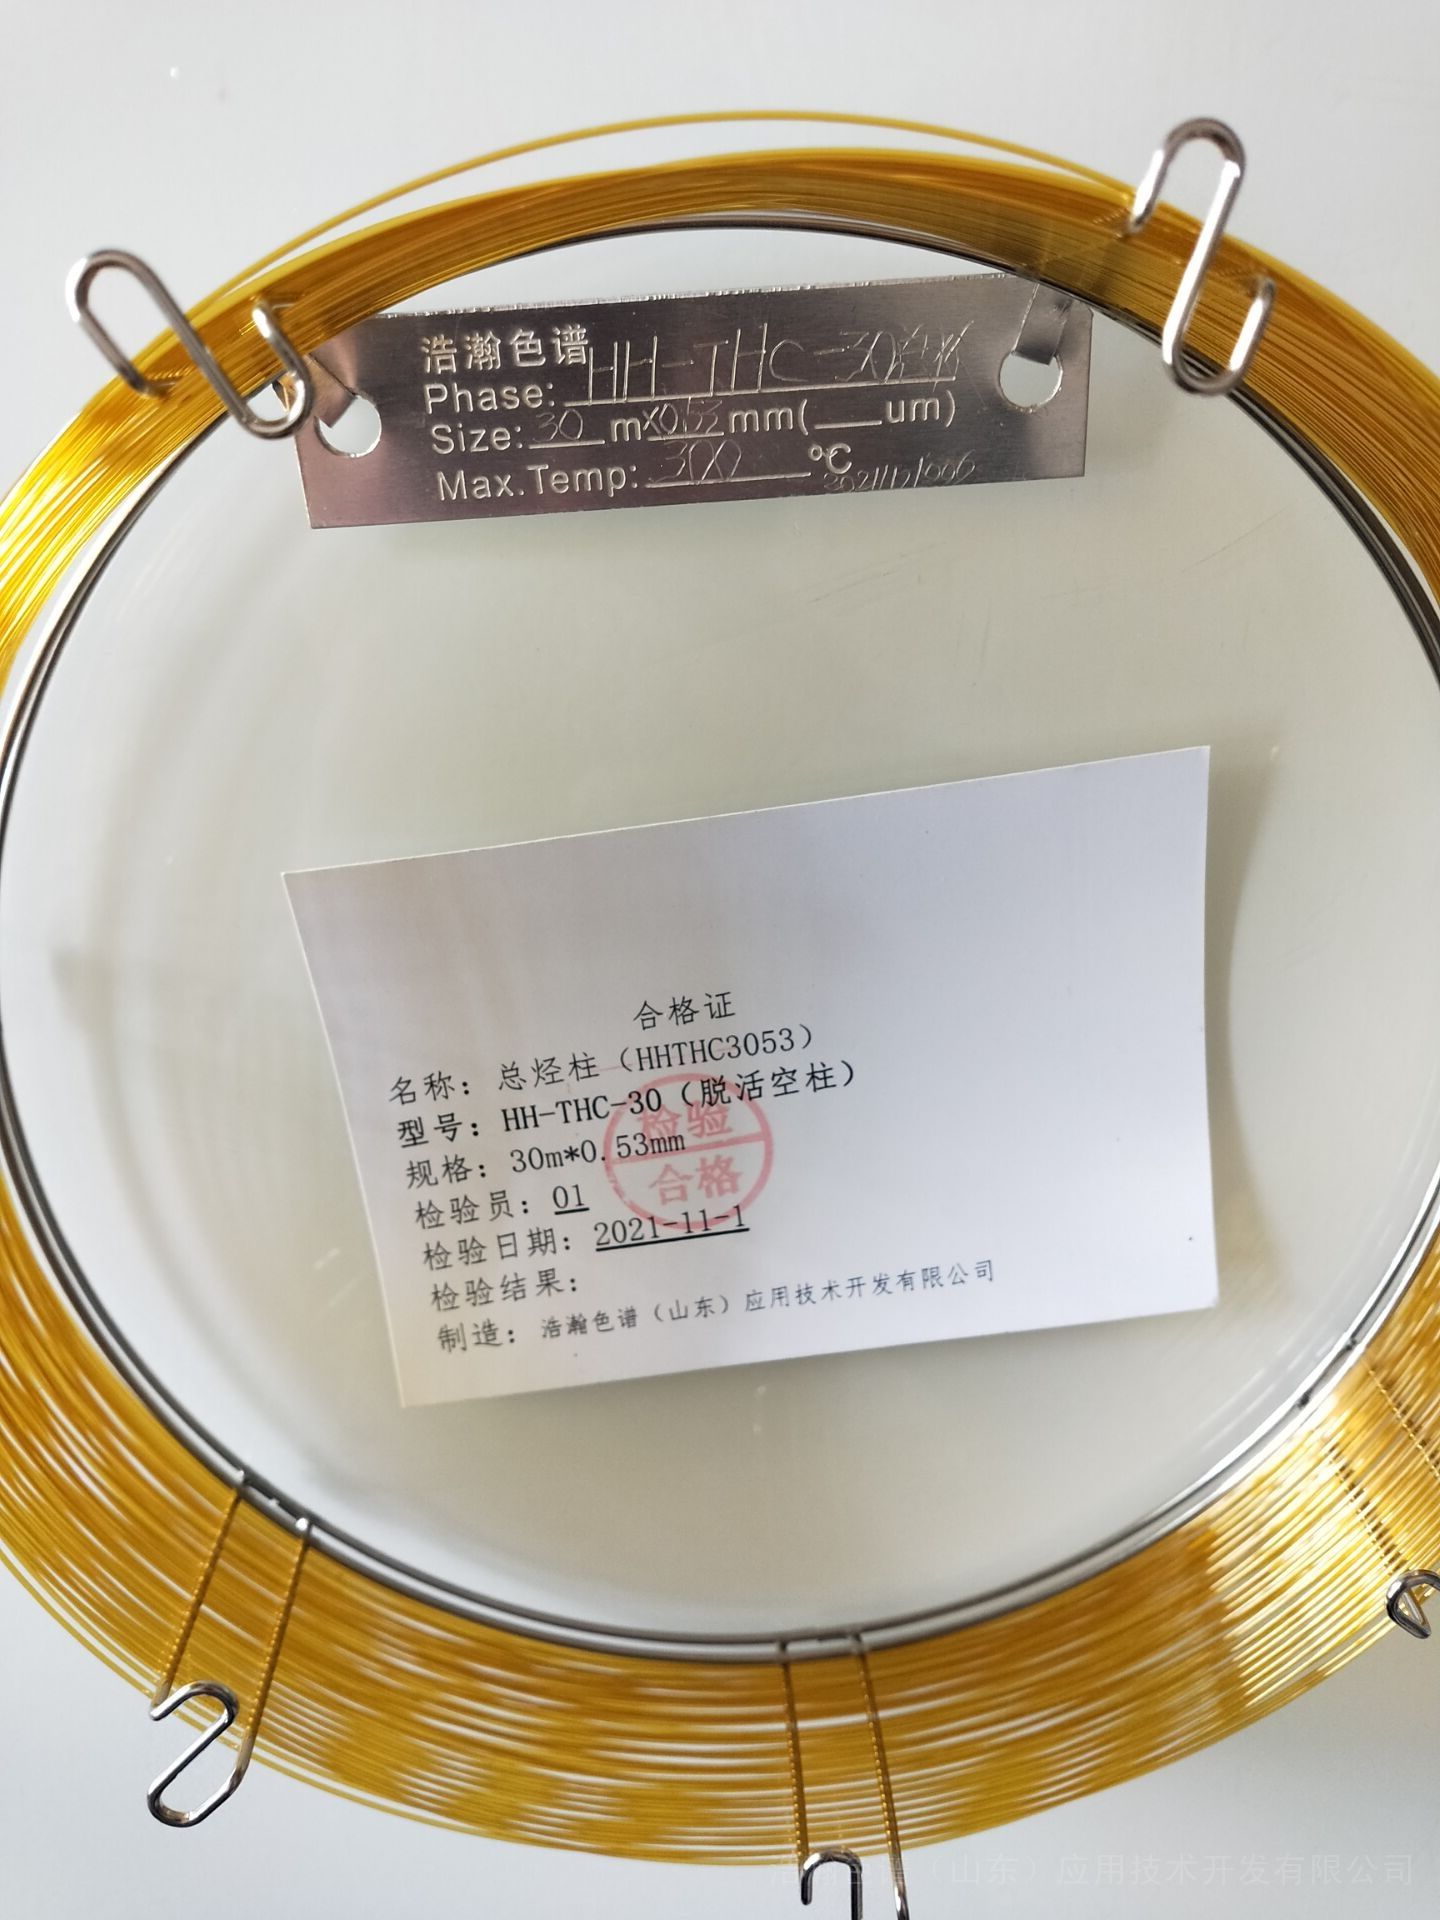 浩瀚色谱
Phase: HH-THC-30
Size: 30 m×0.53 mm( um)
Max.Temp: 300 ℃
合格证
名称: 总烃柱（HHTHC3053）
型号: HH-THC-30（脱活空柱）
规格: 30m*0.53mm
检验员: 01
检验日期: 2021-11-1
检验结果:
制造: 浩瀚色谱（山东）应用技术开发有限公司
检验
合格
浩瀚色谱（山东）应用技术开发有限公司